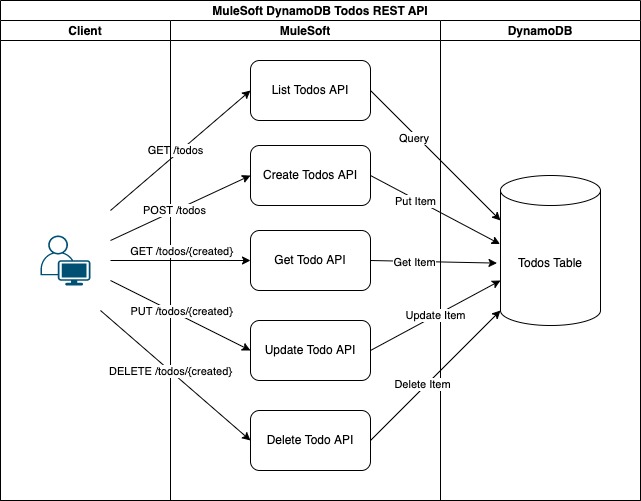 MuleSoft DynamoDB Todos REST API
Client
MuleSoft
DynamoDB
List Todos API
GET /todos
Query
Create Todos API
POST /todos
Put Item
GET /todos/{created}
Get Todo API
Get Item
Todos Table
PUT /todos/{created}
Update Item
Update Todo API
DELETE /todos/{created}
Delete Item
Delete Todo API